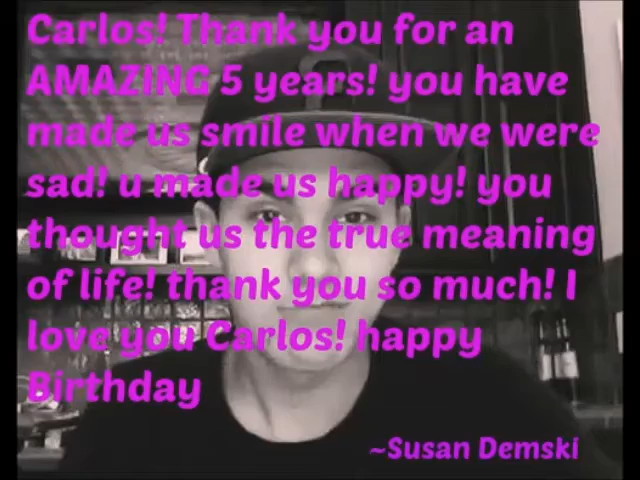 Carlos! Thank you for an
AMAZING 5 years! you have
made us smile when we were
sad! u made us happy! you
thought us the true meaning
of life! thank you so much! I
love you Carlos! happy
Birthday
~Susan Demski